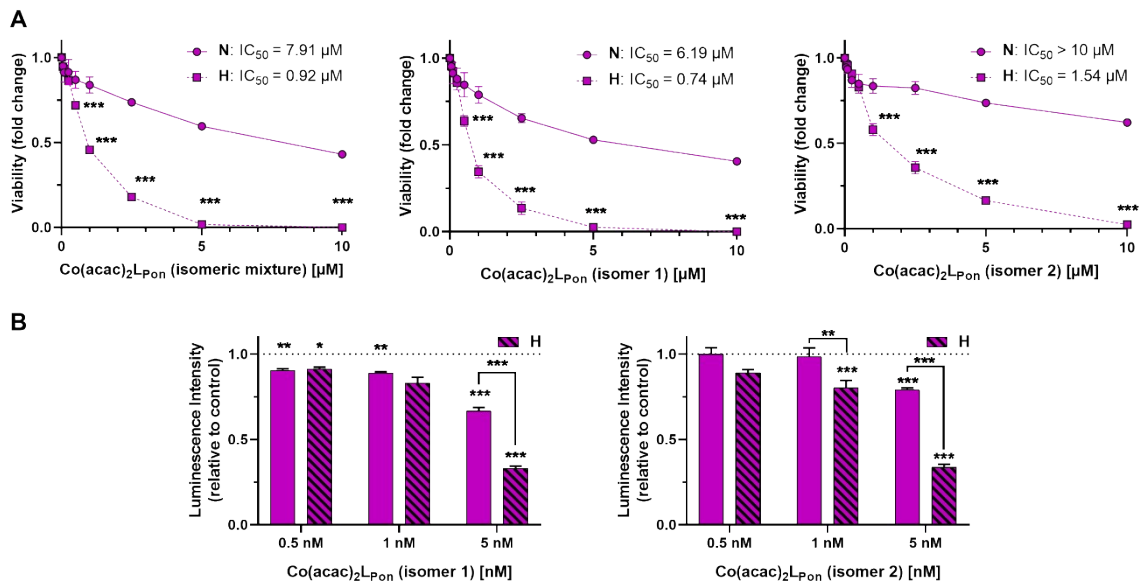 A
Viability (fold change)
1.0
0.5
0.0
0
5
10
N: IC50 = 7.91 µM
H: IC50 = 0.92 µM
***
***
***
***
***
Co(acac)2LPon (isomeric mixture) [µM]
Viability (fold change)
1.0
0.5
0.0
0
5
10
N: IC50 = 6.19 µM
H: IC50 = 0.74 µM
***
***
***
***
***
Co(acac)2LPon (isomer 1) [µM]
Viability (fold change)
1.0
0.5
0.0
0
5
10
N: IC50 > 10 µM
H: IC50 = 1.54 µM
***
***
***
***
Co(acac)2LPon (isomer 2) [µM]
B
Luminescence Intensity
(relative to control)
1.0
0.5
0.0
H
**
*
**
***
***
***
0.5 nM
1 nM
5 nM
Co(acac)2LPon (isomer 1) [nM]
Luminescence Intensity
(relative to control)
1.0
0.5
0.0
H
**
***
***
***
***
0.5 nM
1 nM
5 nM
Co(acac)2LPon (isomer 2) [nM]